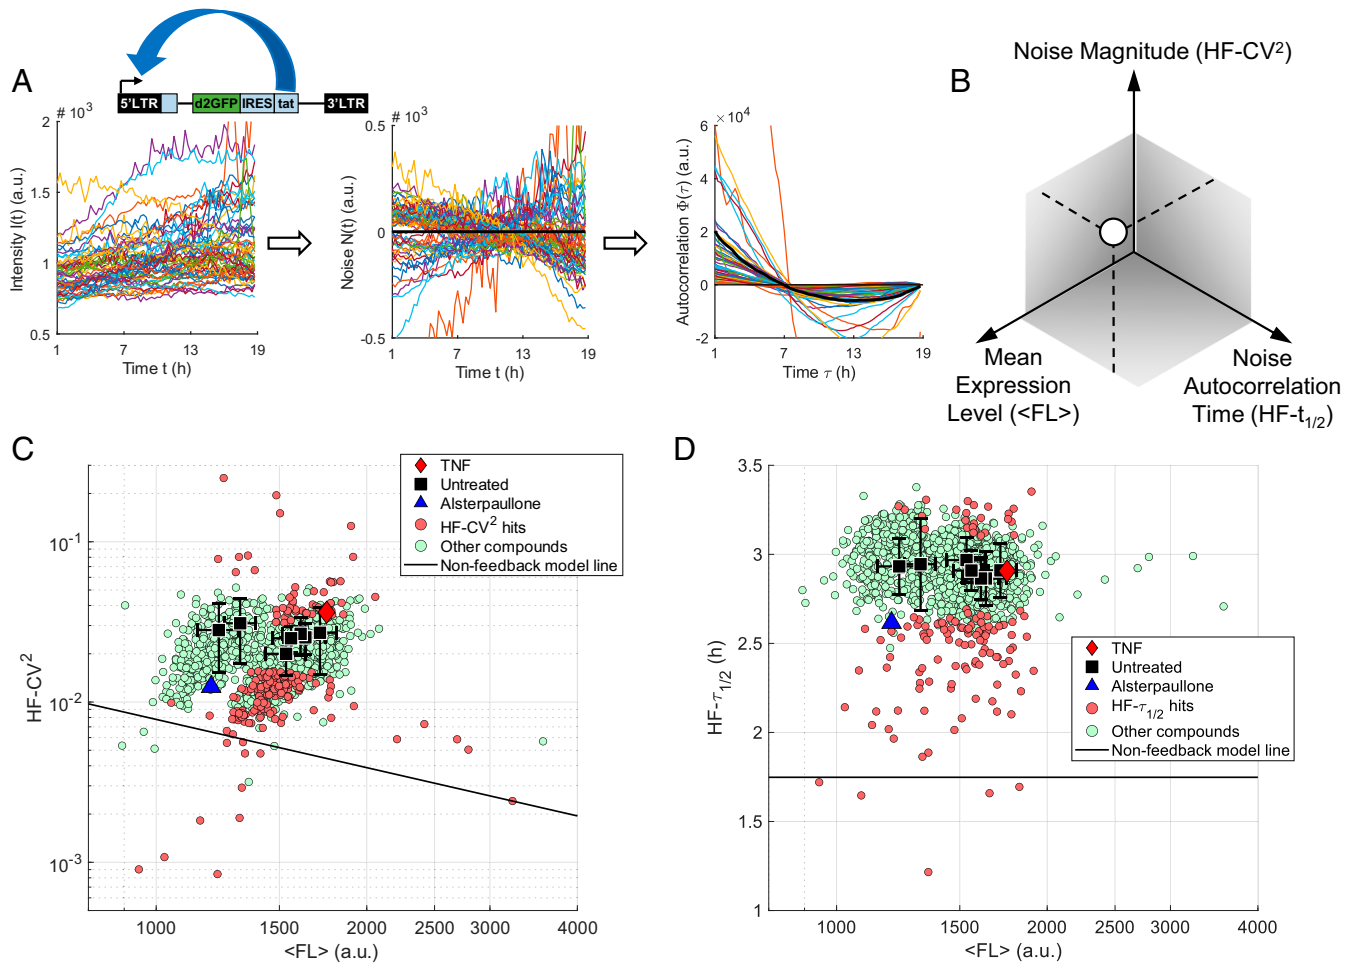 A
5'LTR
d2GFP
IRES
tat
3'LTR
# 10³
2
1.5
1
0.5
Intensity I(t) (a.u.)
1
7
13
19
Time t (h)
# 10³
0.5
0
-0.5
Noise N(t) (a.u.)
1
7
13
19
Time t (h)
×10⁴
6
4
2
0
-2
Autocorrelation Φ(τ) (a.u.)
1
7
13
19
Time τ (h)
B
Noise Magnitude (HF-CV²)
Mean
Expression
Level (<FL>)
Noise
Autocorrelation
Time (HF-t₁/₂)
C
TNF
Untreated
Alsterpaullone
HF-CV² hits
Other compounds
Non-feedback model line
10⁻¹
10⁻²
10⁻³
HF-CV²
1000
1500
2000
2500
3000
4000
<FL> (a.u.)
D
3.5
3
2.5
2
1.5
1
HF-τ₁/₂ (h)
TNF
Untreated
Alsterpaullone
HF-τ₁/₂ hits
Other compounds
Non-feedback model line
1000
1500
2000
2500
3000
4000
<FL> (a.u.)